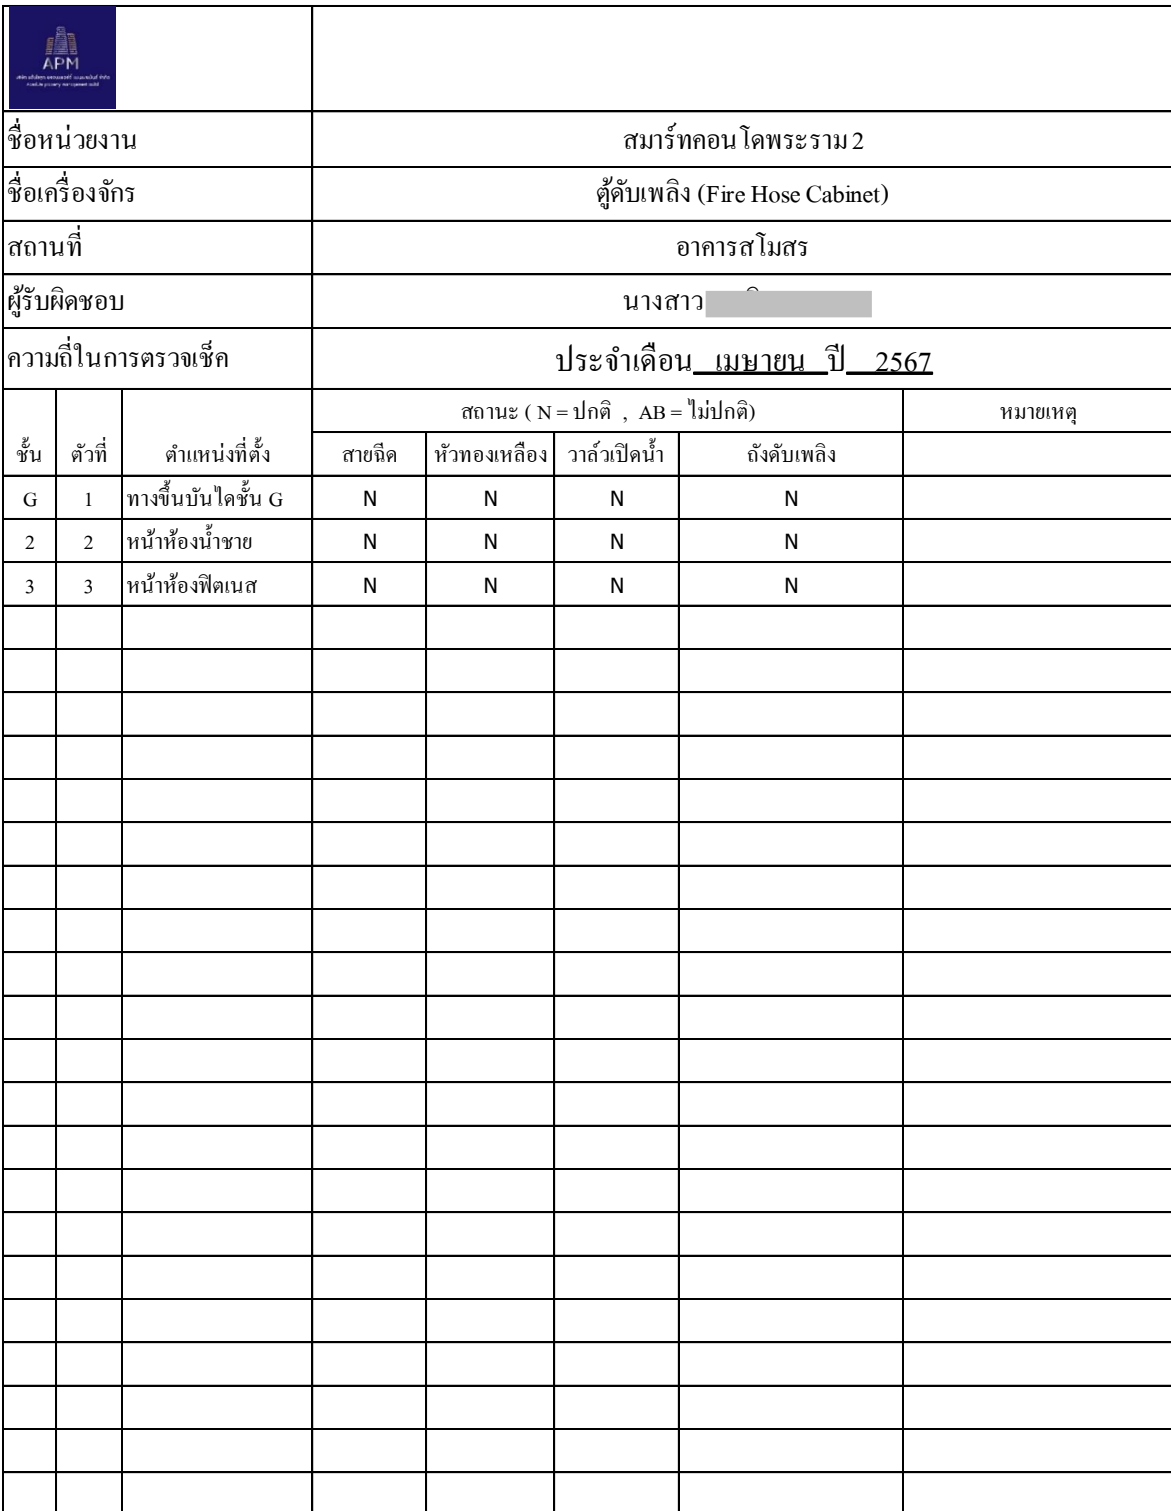 APM
ชื่อหน่วยงาน สมาร์ทคอนโดพระราม 2
ชื่อเครื่องจักร ตู้ดับเพลิง (Fire Hose Cabinet)
สถานที่ อาคารสโมสร
ผู้รับผิดชอบ นางสาว
ความถี่ในการตรวจเช็ค ประจำเดือน เมษายน ปี 2567
ชั้น ตัวที่ ตำแหน่งที่ตั้ง สถานะ ( N = ปกติ , AB = ไม่ปกติ) หมายเหตุ
สายฉีด หัวทองเหลือง วาล์วเปิดน้ำ ถังดับเพลิง
G 1 ทางขึ้นบันไดชั้น G N N N N
2 2 หน้าห้องน้ำชาย N N N N
3 3 หน้าห้องฟิตเนส N N N N